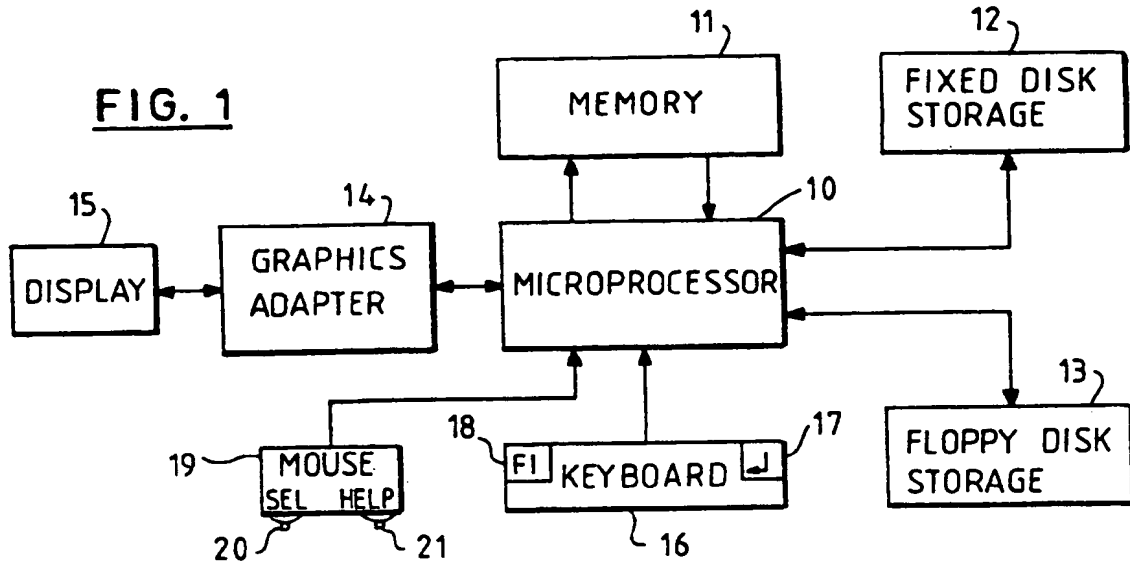 11
12
MEMORY
FIXED DISK
STORAGE
FIG. 1
10
15
14
DISPLAY
GRAPHICS
ADAPTER
MICROPROCESSOR
13
19
MOUSE
SEL HELP
20
21
18
F1
KEYBOARD
17
16
FLOPPY DISK
STORAGE